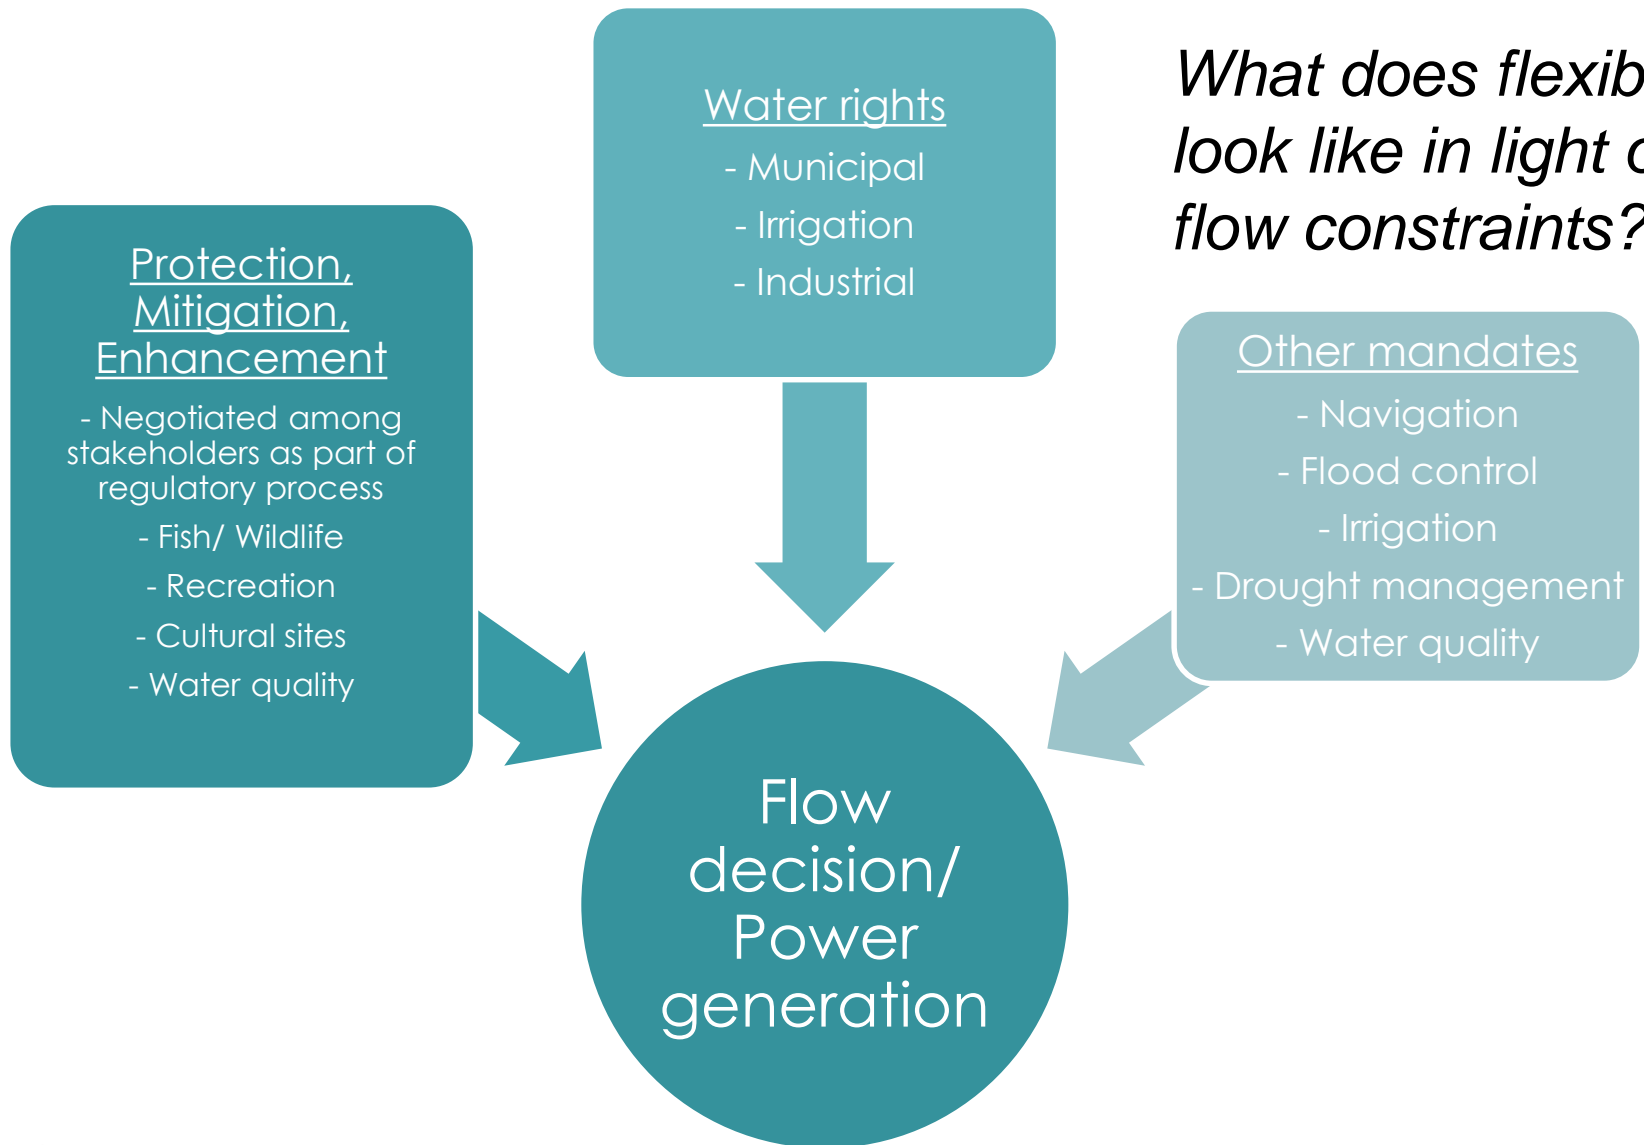 Water rights
- Municipal
- Irrigation
- Industrial
What does flexib
look like in light o
flow constraints?
Protection,
Mitigation,
Enhancement
- Negotiated among
stakeholders as part of
regulatory process
- Fish/ Wildlife
- Recreation
- Cultural sites
- Water quality
Other mandates
- Navigation
- Flood control
- Irrigation
- Drought management
- Water quality
Flow
decision/
Power
generation